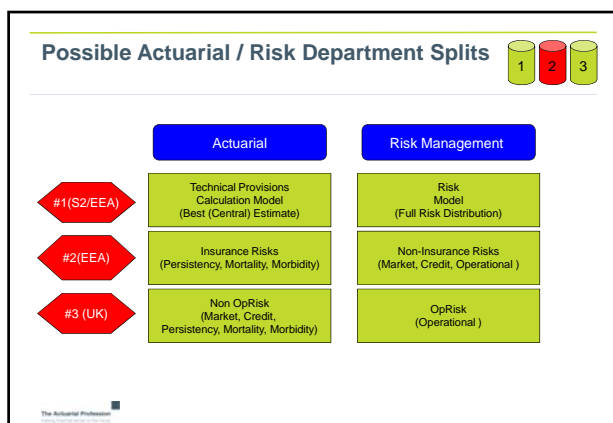 Possible Actuarial / Risk Department Splits
1 2 3
Actuarial Risk Management
#1(S2/EEA)
Technical Provisions
Calculation Model
(Best (Central) Estimate)
Risk
Model
(Full Risk Distribution)
#2(EEA)
Insurance Risks
(Persistency, Mortality, Morbidity)
Non-Insurance Risks
(Market, Credit, Operational )
#3 (UK)
Non OpRisk
(Market, Credit,
Persistency, Mortality, Morbidity)
OpRisk
(Operational )
The Actuarial Profession